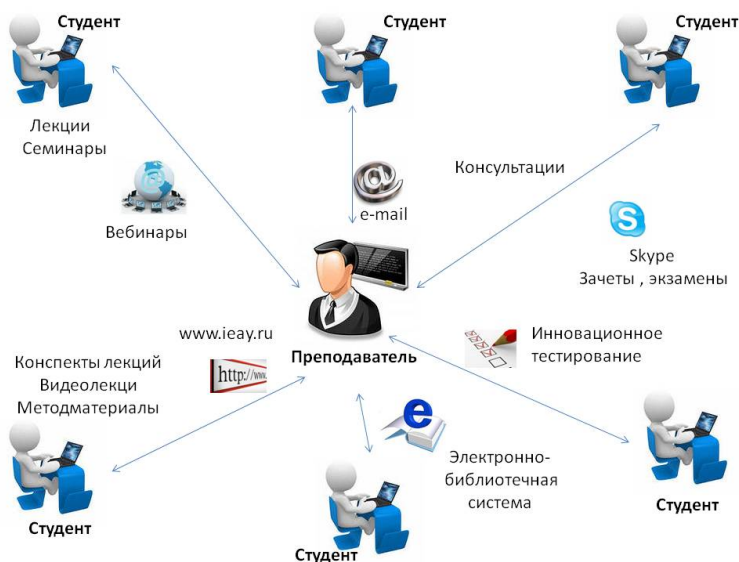 Студент
Студент
Студент
Лекции
Семинары
Вебинары
e-mail
Консультации
Skype
Зачеты , экзамены
www.ieay.ru
http://www.
Преподаватель
Инновационное
тестирование
Конспекты лекций
Видеолекци
Методматериалы
Электронно-
библиотечная
система
Студент
Студент
Студент